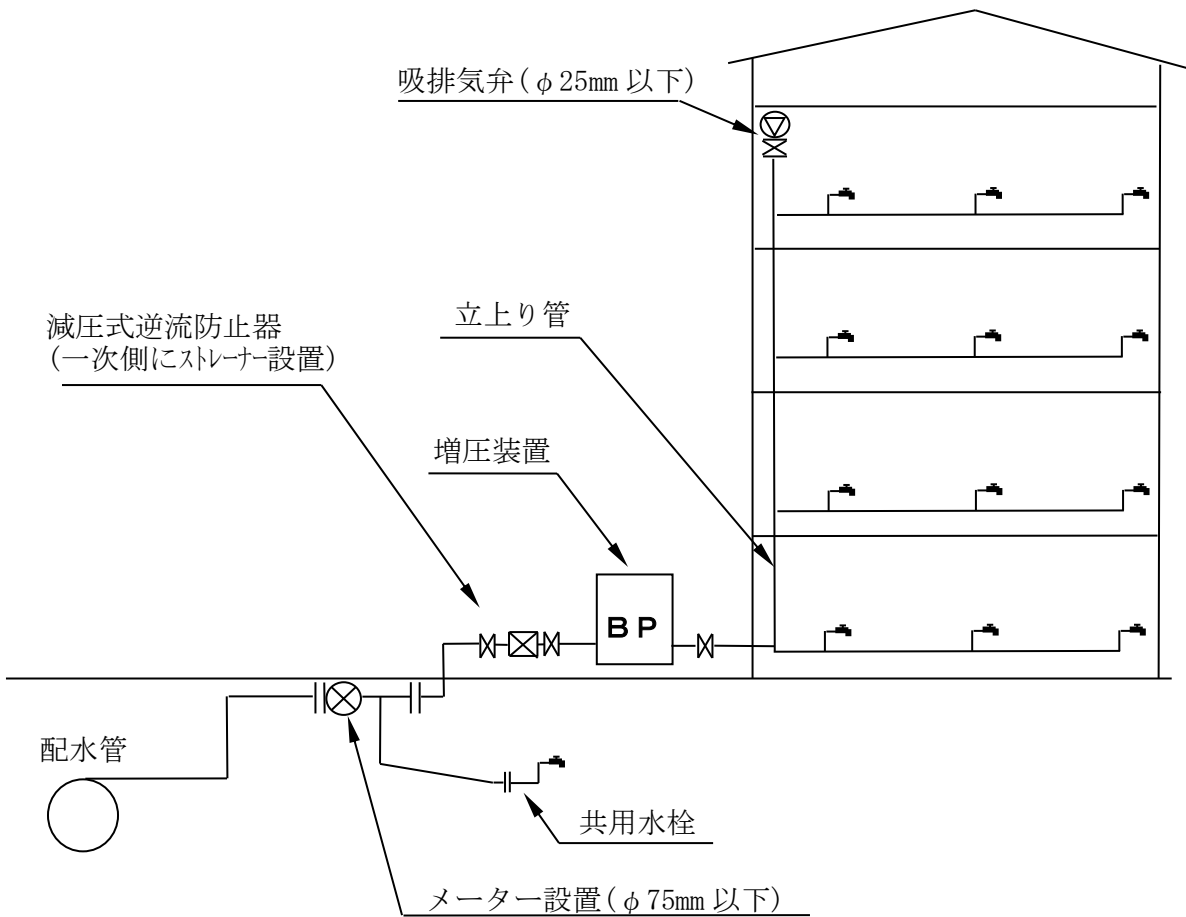 吸排気弁(φ25mm 以下)
減圧式逆流防止器
(一次側にストレーナー設置)
立上り管
増圧装置
BP
配水管
共用水栓
メーター設置(φ75mm 以下)